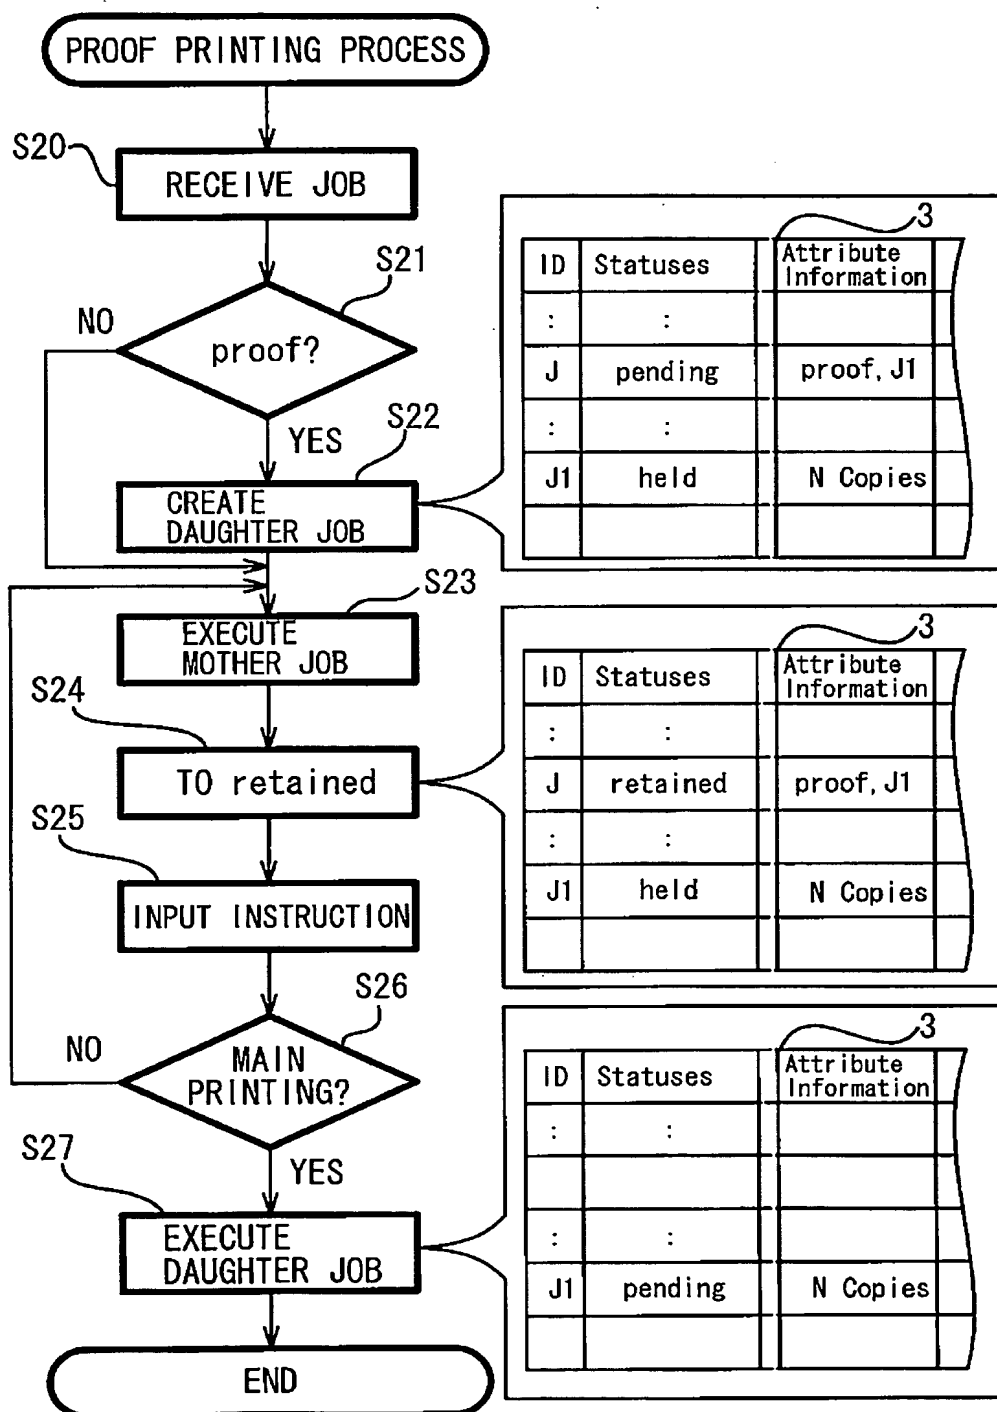 PROOF PRINTING PROCESS
S20
RECEIVE JOB
S21
NO
proof?
YES
S22
CREATE
DAUGHTER JOB
3
ID Statuses Attribute Information
: :
J pending proof, J1
: :
J1 held N Copies
S23
EXECUTE
MOTHER JOB
S24
TO retained
3
ID Statuses Attribute Information
: :
J retained proof, J1
: :
J1 held N Copies
S25
INPUT INSTRUCTION
S26
NO
MAIN
PRINTING?
YES
S27
EXECUTE
DAUGHTER JOB
3
ID Statuses Attribute Information
: :
: :
J1 pending N Copies
END